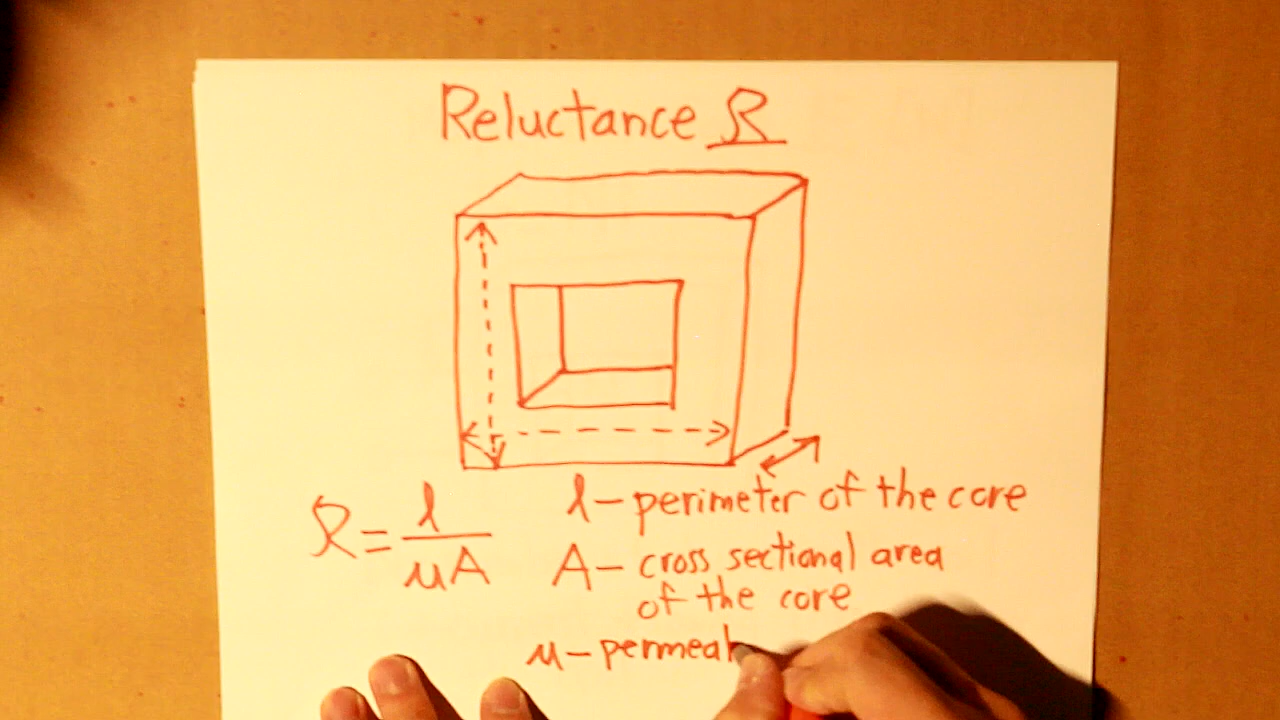 Reluctance ℛ
ℛ = l / μA
l – perimeter of the core
A – cross sectional area
of the core
μ – permeab